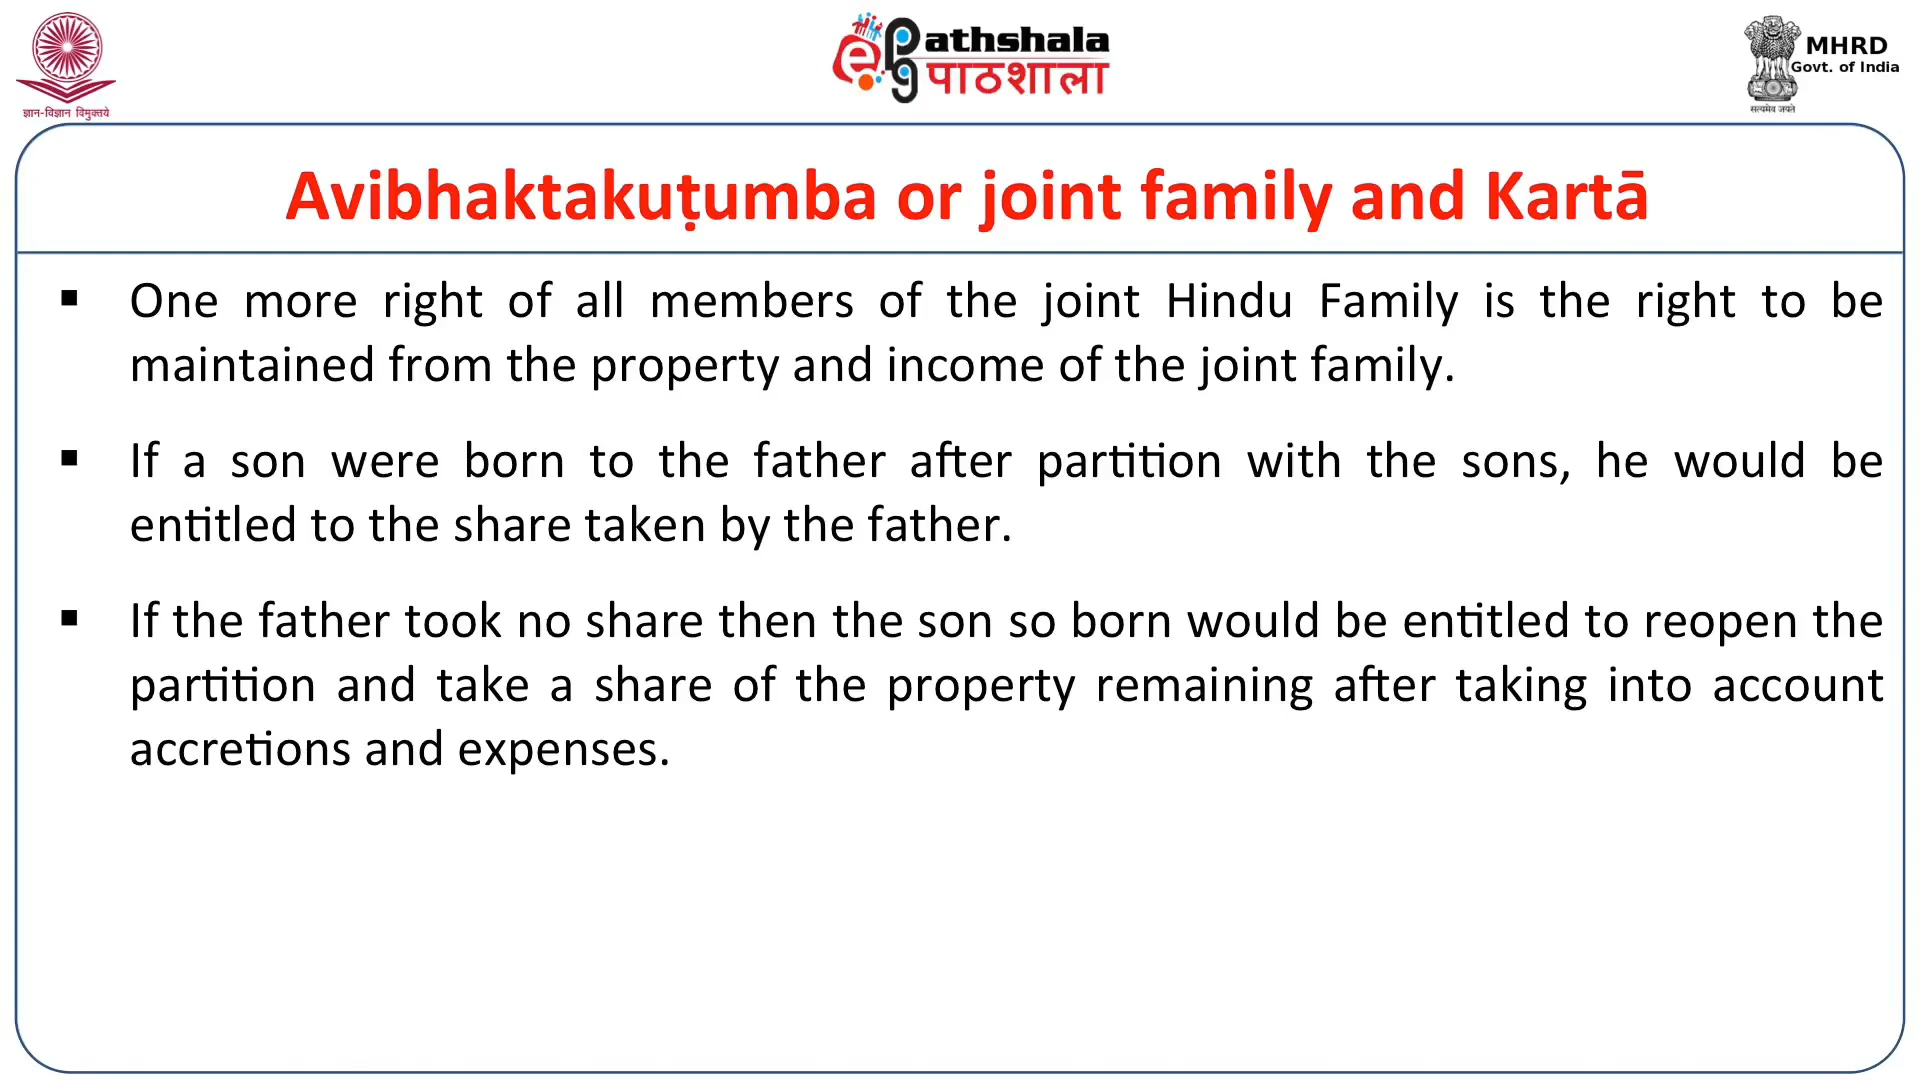 ज्ञान-विज्ञान विमुक्तये
e Pg athshala
पाठशाला
MHRD
Govt. of India
सत्यमेव जयते
Avibhaktakuṭumba or joint family and Kartā
▪ One more right of all members of the joint Hindu Family is the right to be
maintained from the property and income of the joint family.
▪ If a son were born to the father after partition with the sons, he would be
entitled to the share taken by the father.
▪ If the father took no share then the son so born would be entitled to reopen the
partition and take a share of the property remaining after taking into account
accretions and expenses.